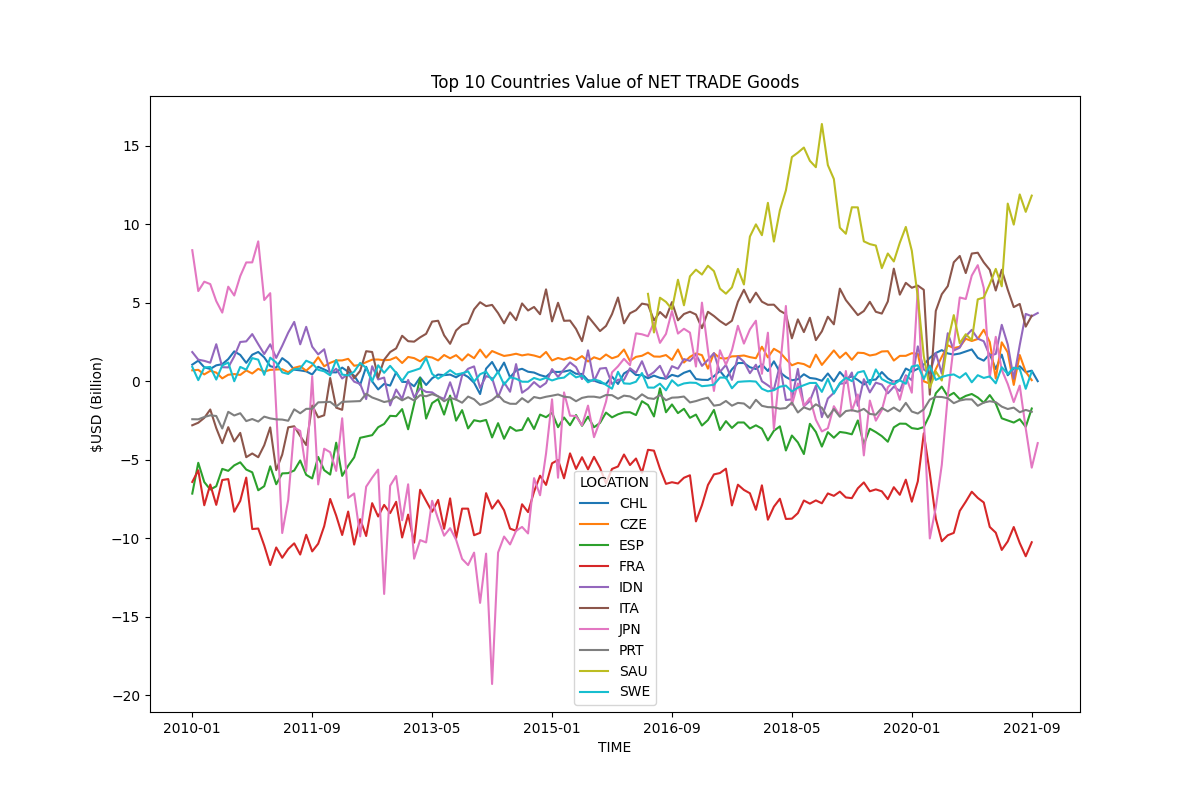 Top 10 Countries Value of NET TRADE Goods
$USD (Billion)
15
10
5
0
−5
−10
−15
−20
LOCATION
CHL
CZE
ESP
FRA
IDN
ITA
JPN
PRT
SAU
SWE
2010-01 2011-09 2013-05 2015-01 2016-09 2018-05 2020-01 2021-09
TIME